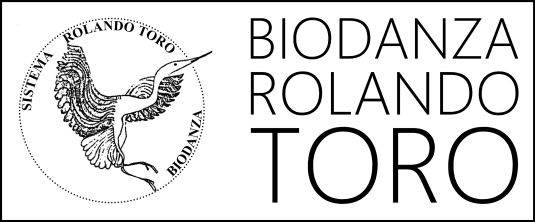 SISTEMA ROLANDO TORO
BIODANZA
BIODANZA
ROLANDO
TORO